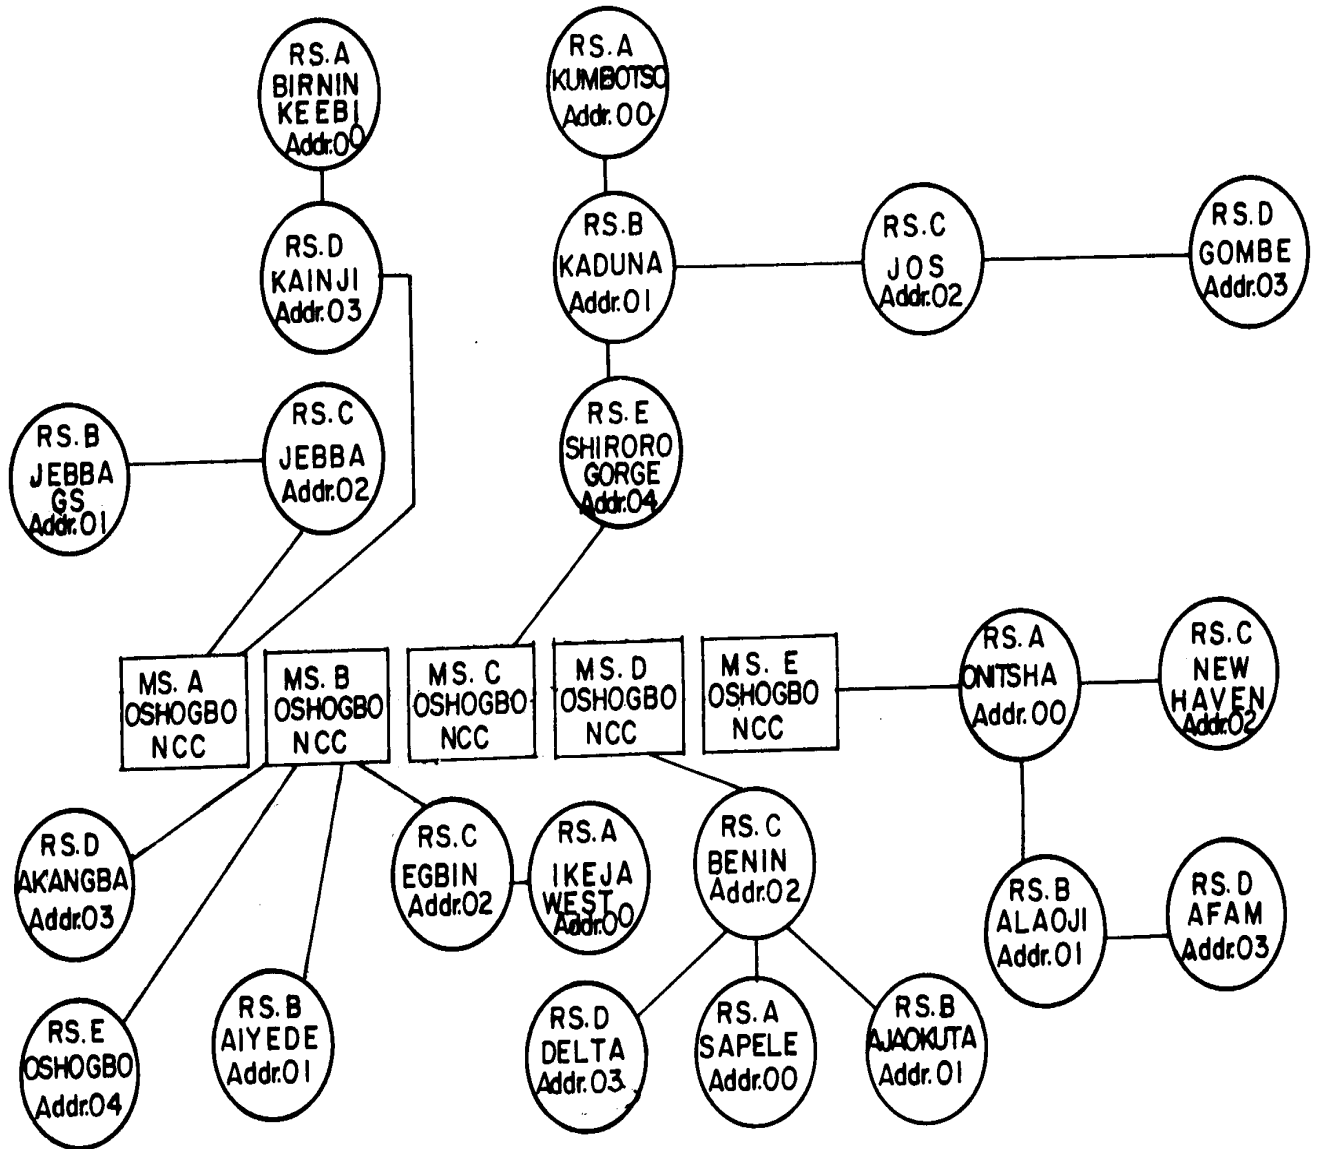 RS.A
BIRNIN
KEEBI
Addr.00
RS.A
KUMBOTSO
Addr.00
RS.D
KAINJI
Addr.03
RS.B
KADUNA
Addr.01
RS.C
JOS
Addr.02
RS.D
GOMBE
Addr.03
RS.B
JEBBA
GS
Addr.01
RS.C
JEBBA
Addr.02
RS.E
SHIRORO
GORGE
Addr.04
MS. A
OSHOGBO
NCC
MS. B
OSHOGBO
NCC
MS. C
OSHOGBO
NCC
MS. D
OSHOGBO
NCC
MS. E
OSHOGBO
NCC
RS. A
ONITSHA
Addr.00
RS.C
NEW
HAVEN
Addr.02
RS.D
AKANGBA
Addr.03
RS.C
EGBIN
Addr.02
RS.A
IKEJA
WEST
Addr.00
RS. C
BENIN
Addr.02
RS.B
ALAOJI
Addr.01
RS.D
AFAM
Addr.03
RS.E
OSHOGBO
Addr.04
RS.B
AIYEDE
Addr.01
RS.D
DELTA
Addr.03
RS.A
SAPELE
Addr.00
RS.B
AJAOKUTA
Addr.01